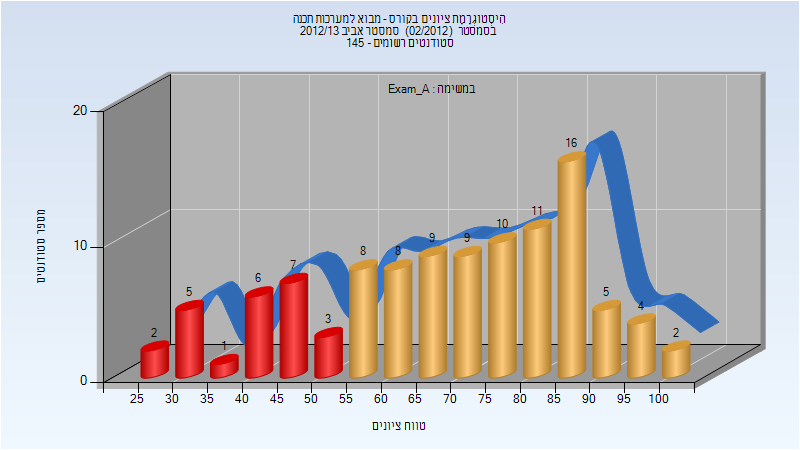 היסטוגרמת ציונים בקורס - מבוא למערכות תכנה
בסמסטר (02/2012) סמסטר אביב 2012/13
סטודנטים רשומים - 145
במשימה : Exam_A
מספר סטודנטים
20
10
0
2
5
1
6
7
3
8
8
9
9
10
11
16
5
4
2
25 30 35 40 45 50 55 60 65 70 75 80 85 90 95 100
טווח ציונים